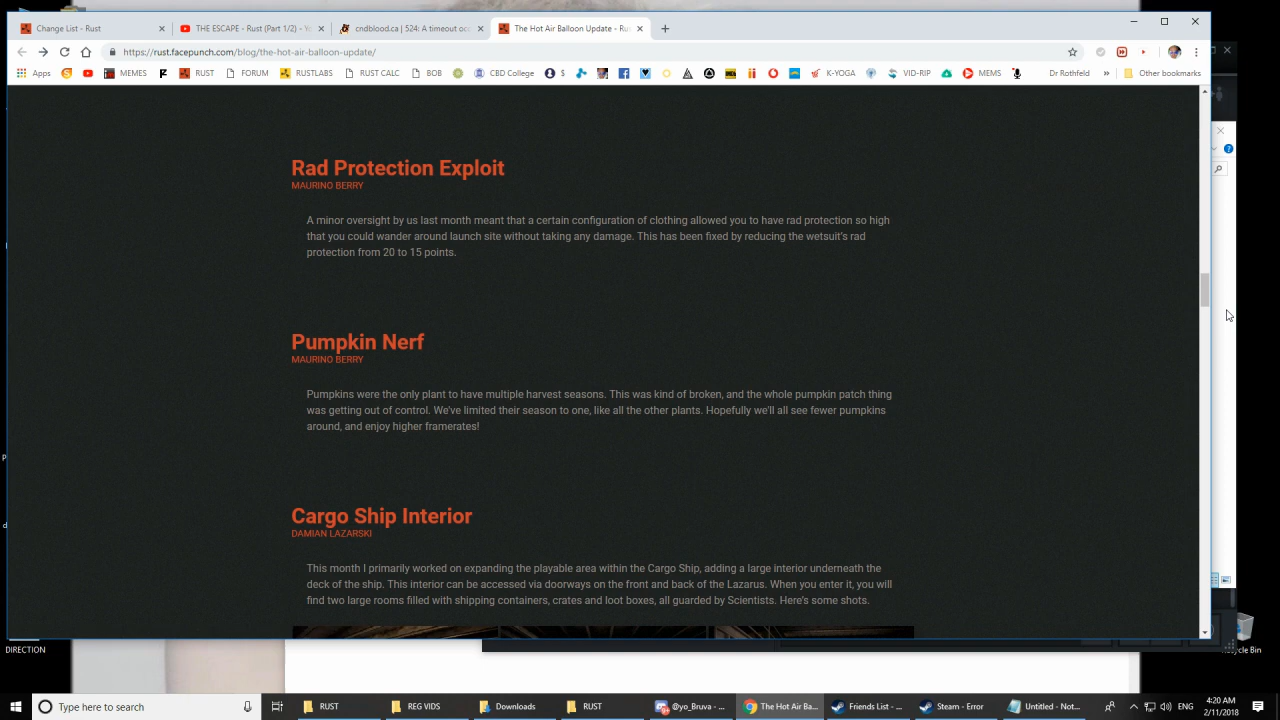 Change List - Rust
THE ESCAPE - Rust (Part 1/2) - Yo
cndblood.ca | 524: A timeout occ
The Hot Air Balloon Update - Rus
https://rust.facepunch.com/blog/the-hot-air-balloon-update/
Apps
MEMES
RUST
FORUM
RUSTLABS
RUST CALC
BOB
CBD College
$
K-YOGA
VID-RIP
MEMS
Dr Rothfeld
»
Other bookmarks
Rad Protection Exploit
MAURINO BERRY
A minor oversight by us last month meant that a certain configuration of clothing allowed you to have rad protection so high
that you could wander around launch site without taking any damage. This has been fixed by reducing the wetsuit's rad
protection from 20 to 15 points.
Pumpkin Nerf
MAURINO BERRY
Pumpkins were the only plant to have multiple harvest seasons. This was kind of broken, and the whole pumpkin patch thing
was getting out of control. We've limited their season to one, like all the other plants. Hopefully we'll all see fewer pumpkins
around, and enjoy higher framerates!
Cargo Ship Interior
DAMIAN LAZARSKI
This month I primarily worked on expanding the playable area within the Cargo Ship, adding a large interior underneath the
deck of the ship. This interior can be accessed via doorways on the front and back of the Lazarus. When you enter it, you will
find two large rooms filled with shipping containers, crates and loot boxes, all guarded by Scientists. Here's some shots.
DIRECTION
Recycle Bin
Type here to search
RUST
REG VIDS
Downloads
RUST
@yo_Bruva - ...
The Hot Air Ba...
Friends List - ...
Steam - Error
Untitled - Not...
ENG
4:20 AM
2/11/2018